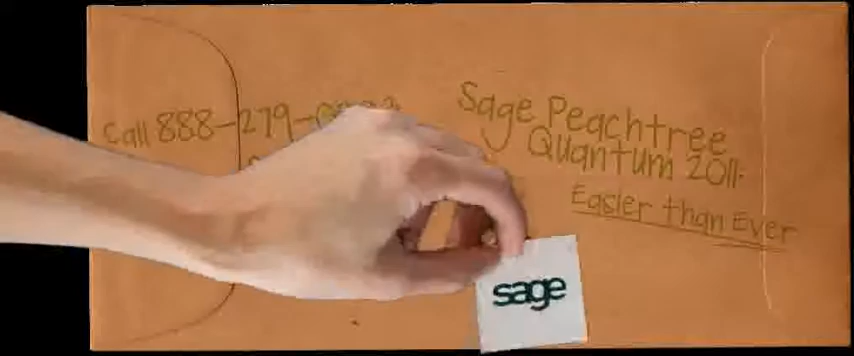 Call 888-279-
Sage Peachtree
Quantum 2011:
Easier than Ever
sage